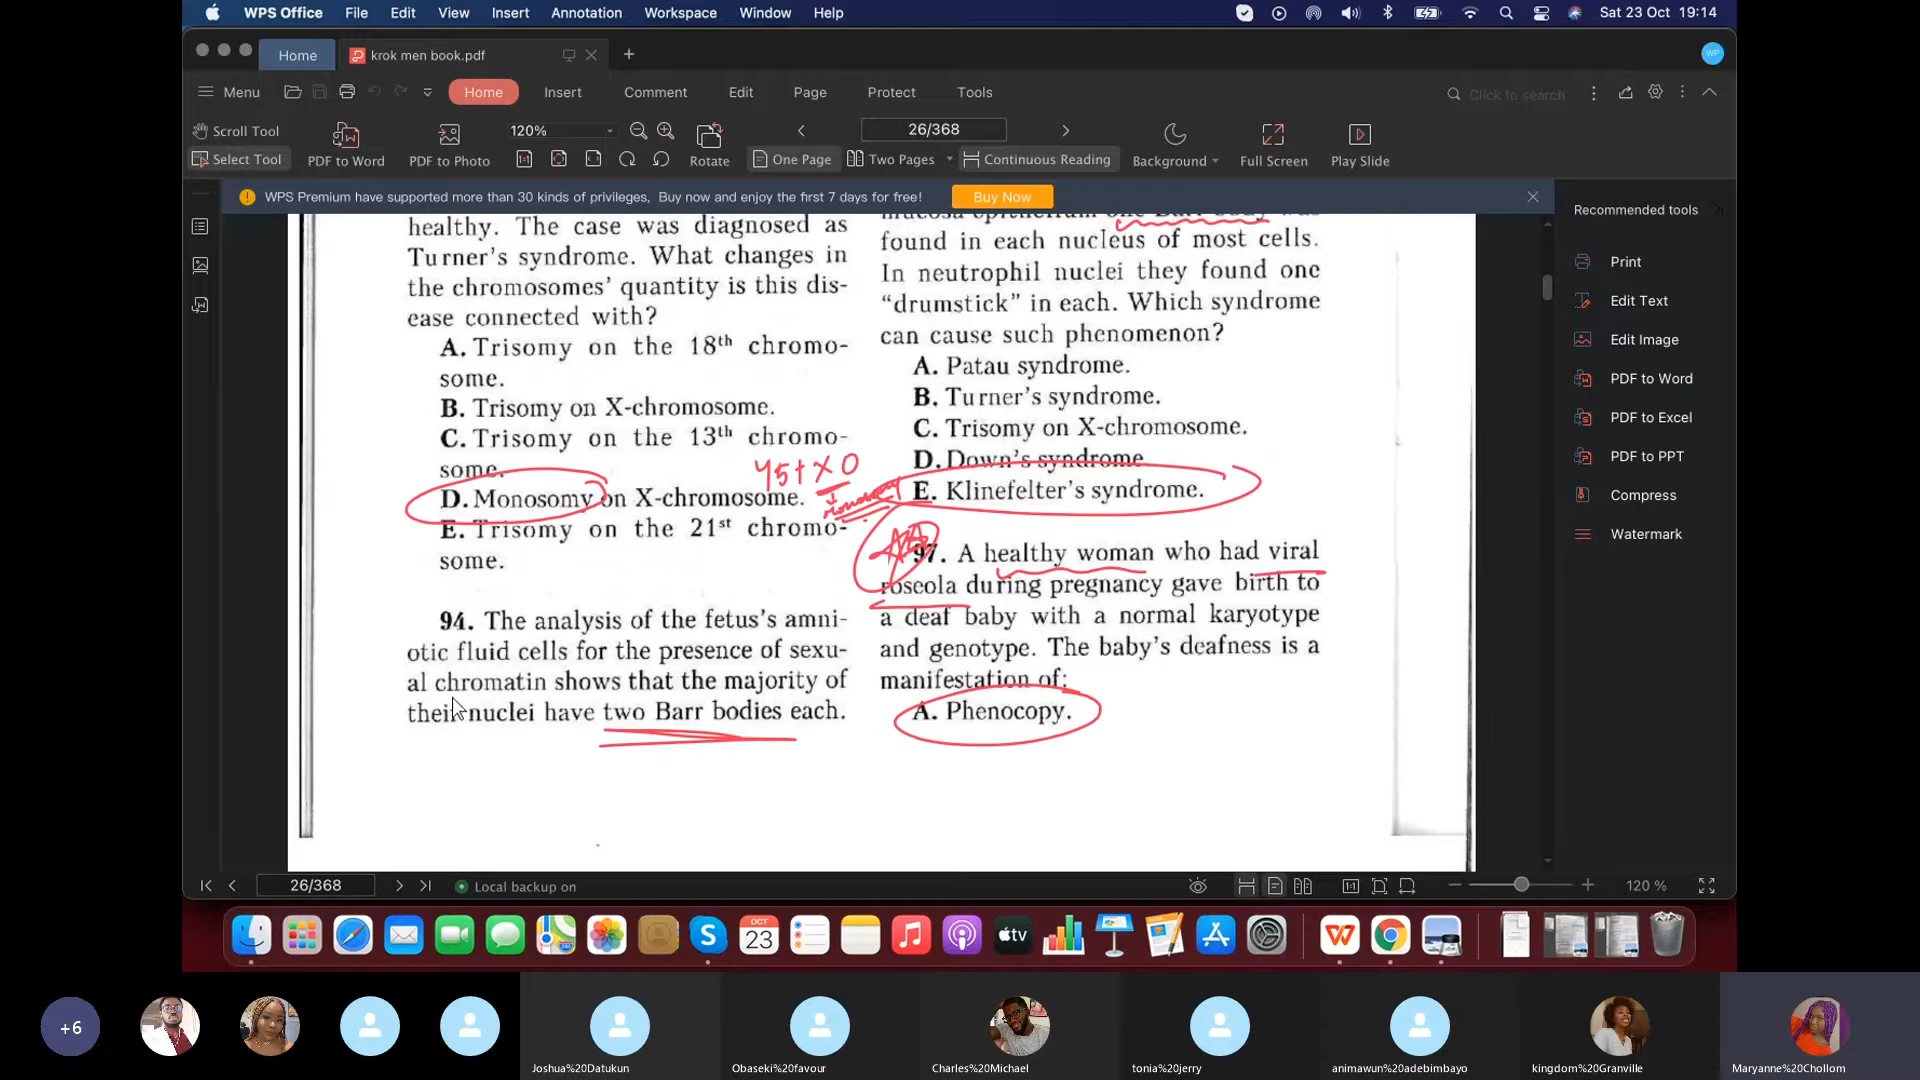 WPS Office File Edit View Insert Annotation Workspace Window Help Sat 23 Oct 19:14
Home krok men book.pdf WP
Menu Home Insert Comment Edit Page Protect Tools Click to search
Scroll Tool 120% 26/368
Select Tool PDF to Word PDF to Photo Rotate One Page Two Pages Continuous Reading Background Full Screen Play Slide
WPS Premium have supported more than 30 kinds of privileges, Buy now and enjoy the first 7 days for free! Buy Now
Recommended tools
Print
Edit Text
Edit Image
PDF to Word
PDF to Excel
PDF to PPT
Compress
Watermark
healthy. The case was diagnosed as
Turner's syndrome. What changes in
the chromosomes' quantity is this dis-
ease connected with?
A. Trisomy on the 18th chromo-
some.
B. Trisomy on X-chromosome.
C. Trisomy on the 13th chromo-
some.
45+XO
D. Monosomy on X-chromosome.
monosomy
E. Trisomy on the 21st chromo-
some.
94. The analysis of the fetus's amni-
otic fluid cells for the presence of sexu-
al chromatin shows that the majority of
their nuclei have two Barr bodies each.
mucosa epithelium one Barr body was
found in each nucleus of most cells.
In neutrophil nuclei they found one
“drumstick” in each. Which syndrome
can cause such phenomenon?
A. Patau syndrome.
B. Turner's syndrome.
C. Trisomy on X-chromosome.
D. Down's syndrome.
E. Klinefelter's syndrome.
97. A healthy woman who had viral
roseola during pregnancy gave birth to
a deaf baby with a normal karyotype
and genotype. The baby's deafness is a
manifestation of:
A. Phenocopy.
26/368 Local backup on 120 %
OCT
23
tv
+6
Joshua%20Datukun Obaseki%20favour Charles%20Michael tonia%20jerry animawun%20adebimbayo kingdom%20Granville Maryanne%20Chollom